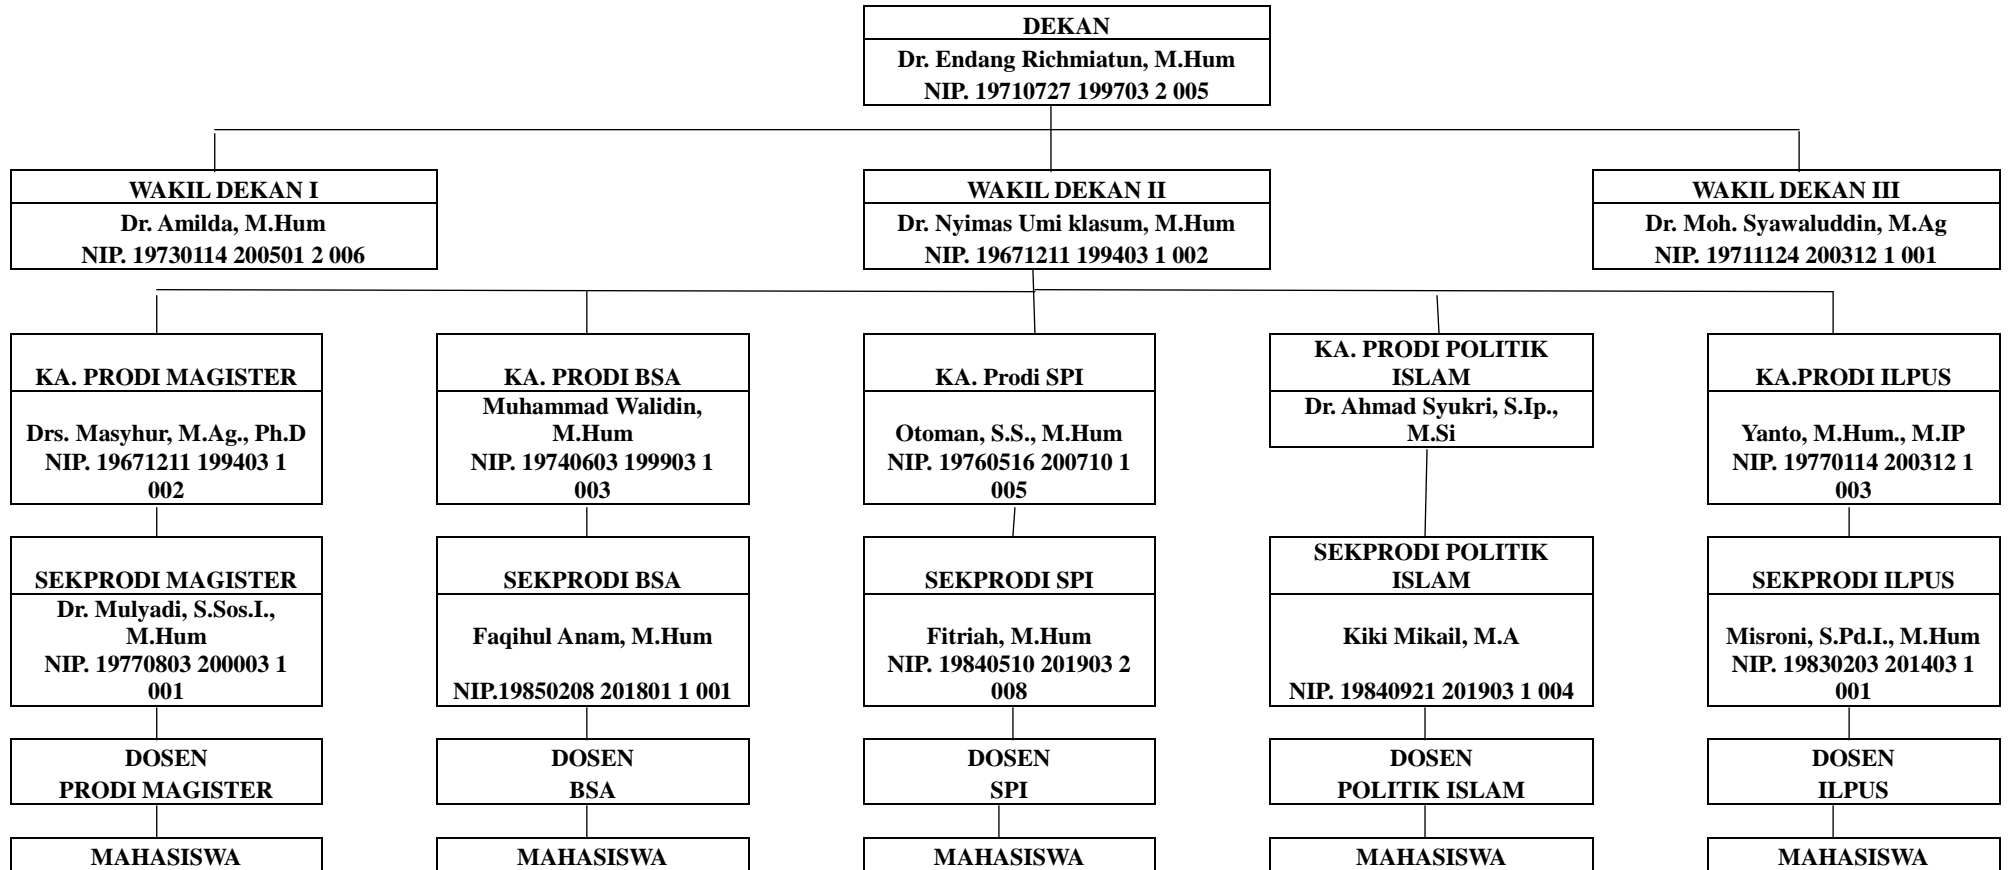 DEKAN
Dr. Endang Richmiatun, M.Hum
NIP. 19710727 199703 2 005
WAKIL DEKAN I
Dr. Amilda, M.Hum
NIP. 19730114 200501 2 006
WAKIL DEKAN II
Dr. Nyimas Umi klasum, M.Hum
NIP. 19671211 199403 1 002
WAKIL DEKAN III
Dr. Moh. Syawaluddin, M.Ag
NIP. 19711124 200312 1 001
KA. PRODI MAGISTER
Drs. Masyhur, M.Ag., Ph.D
NIP. 19671211 199403 1
002
KA. PRODI BSA
Muhammad Walidin,
M.Hum
NIP. 19740603 199903 1
003
KA. Prodi SPI
Otoman, S.S., M.Hum
NIP. 19760516 200710 1
005
KA. PRODI POLITIK
ISLAM
Dr. Ahmad Syukri, S.Ip.,
M.Si
KA.PRODI ILPUS
Yanto, M.Hum., M.IP
NIP. 19770114 200312 1
003
SEKPRODI MAGISTER
Dr. Mulyadi, S.Sos.I.,
M.Hum
NIP. 19770803 200003 1
001
SEKPRODI BSA
Faqihul Anam, M.Hum
NIP.19850208 201801 1 001
SEKPRODI SPI
Fitriah, M.Hum
NIP. 19840510 201903 2
008
SEKPRODI POLITIK
ISLAM
Kiki Mikail, M.A
NIP. 19840921 201903 1 004
SEKPRODI ILPUS
Misroni, S.Pd.I., M.Hum
NIP. 19830203 201403 1
001
DOSEN
PRODI MAGISTER
DOSEN
BSA
DOSEN
SPI
DOSEN
POLITIK ISLAM
DOSEN
ILPUS
MAHASISWA
MAHASISWA
MAHASISWA
MAHASISWA
MAHASISWA